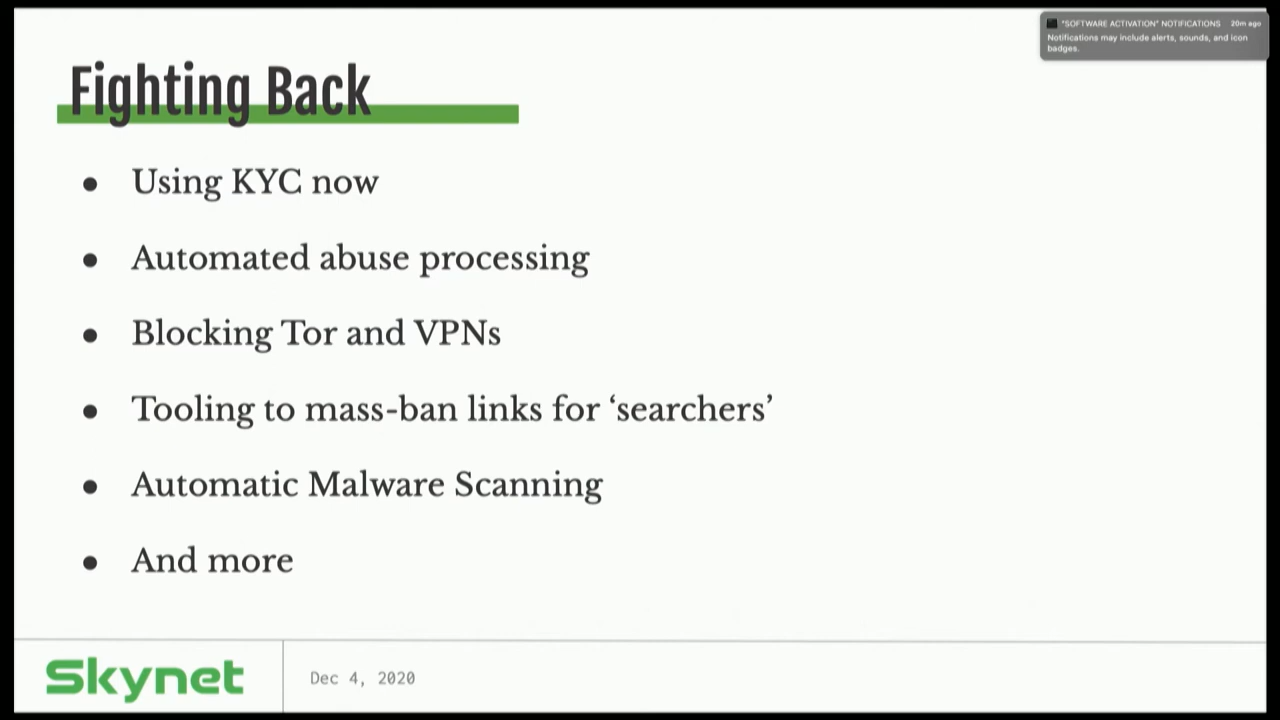 "SOFTWARE ACTIVATION" NOTIFICATIONS 20m ago
Notifications may include alerts, sounds, and icon
badges.
Fighting Back
● Using KYC now
● Automated abuse processing
● Blocking Tor and VPNs
● Tooling to mass-ban links for ‘searchers’
● Automatic Malware Scanning
● And more
Skynet
Dec 4, 2020